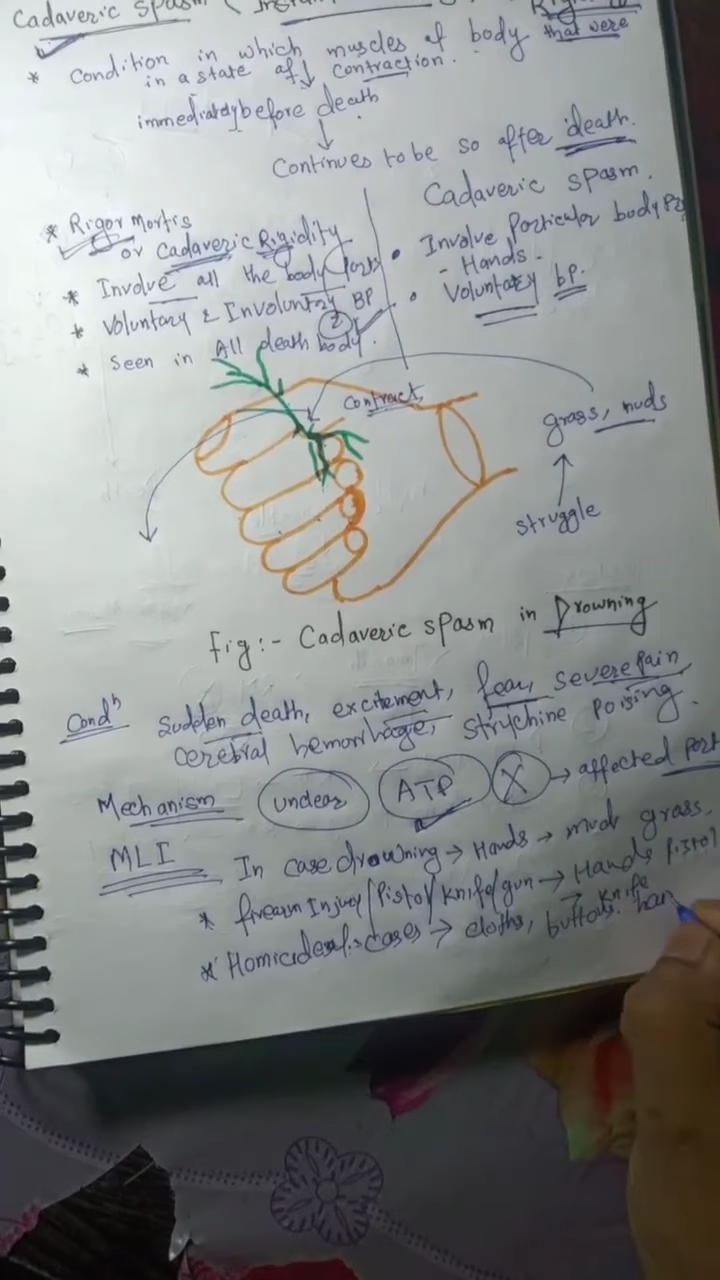 Cadaveric Spasm (Instan
* Condition in which muscles of body that were
in a state of contraction.
immediately before death
Continues to be so after death.
Cadaveric spasm.
* Rigor Mortis
or Cadaveric Rigidity
* Involve all the body parts
* Voluntary & Involuntary BP
* Seen in All death body.
• Involve Particular body P
- Hands -
• Voluntary bp.
2
Contract
grass, muds
struggle
Fig:- Cadaveric spasm in Drowning
Condn Sudden death, excitement, fear, severe pain
cerebral hemorrhage, strychine poising.
Mechanism unclear ATP X → affected part
MLI In case drowning → Hands → mud grass.
* firearm Injury/Pistol/knife/gun → Hands Pistol
→ knife
* → cloths, buttons. hair